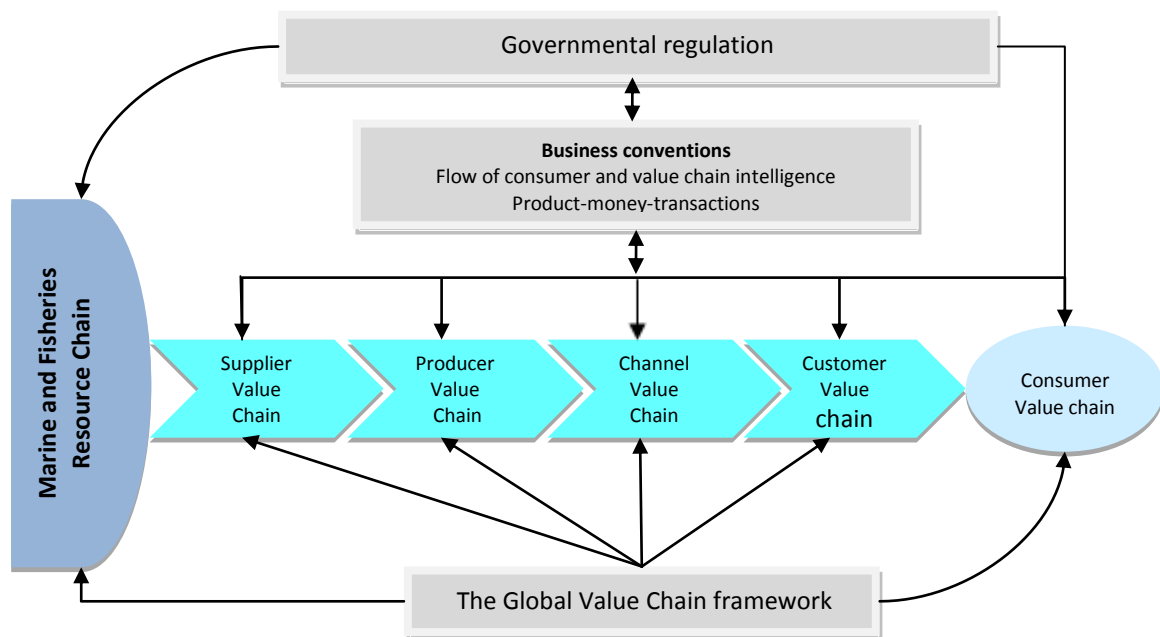 Governmental regulation
Business conventions
Flow of consumer and value chain intelligence
Product-money-transactions
Marine and Fisheries
Resource Chain
Supplier
Value
Chain
Producer
Value
Chain
Channel
Value
Chain
Customer
Value
chain
Consumer
Value chain
The Global Value Chain framework